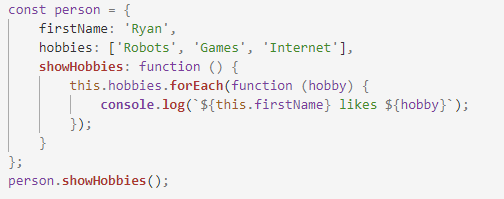 const person = {
    firstName: 'Ryan',
    hobbies: ['Robots', 'Games', 'Internet'],
    showHobbies: function () {
        this.hobbies.forEach(function (hobby) {
            console.log(`${this.firstName} likes ${hobby}`);
        });
    }
};
person.showHobbies();